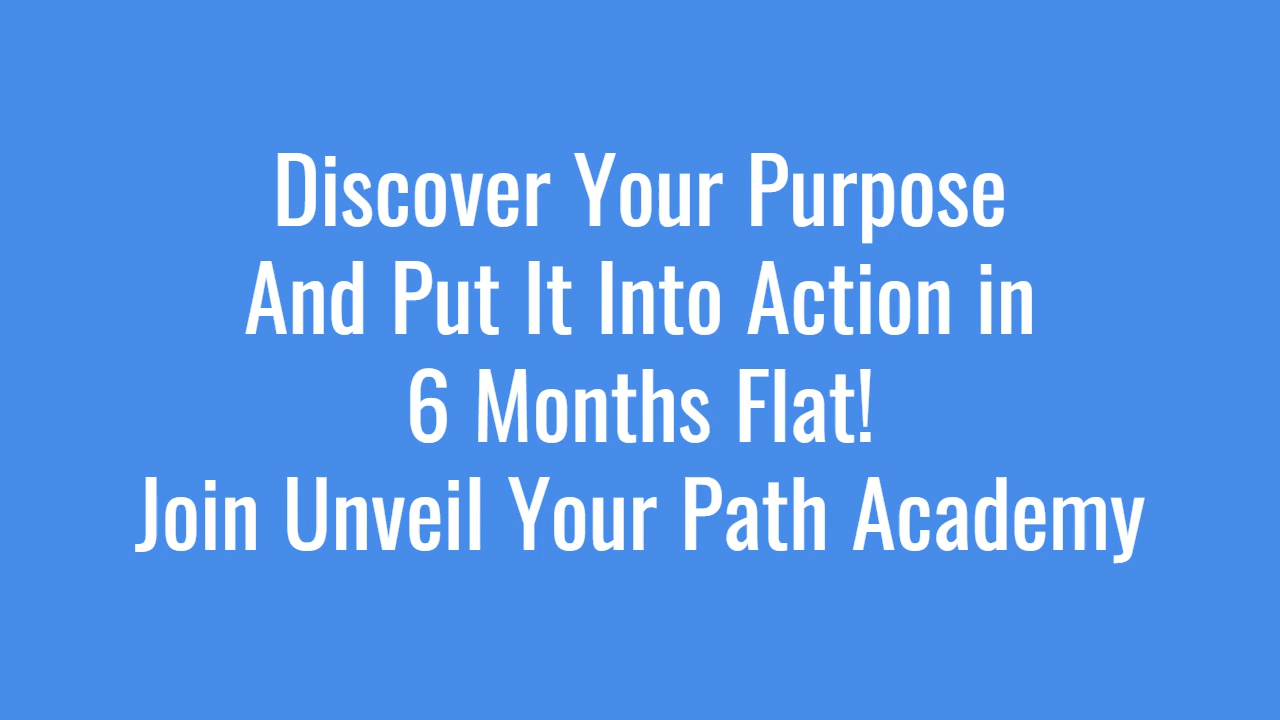 Discover Your Purpose
And Put It Into Action in
6 Months Flat!
Join Unveil Your Path Academy